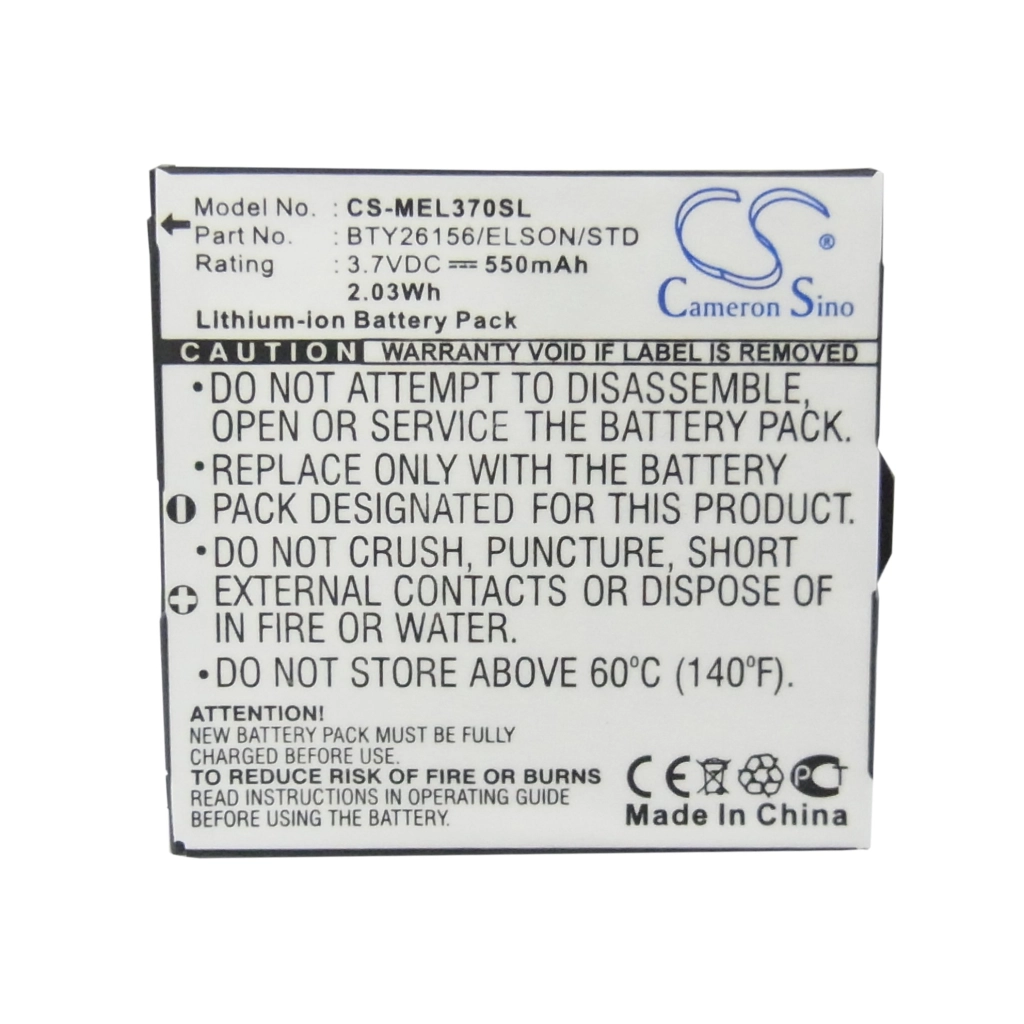 Model No. : CS-MEL370SL
Part No. : BTY26156/ELSON/STD
Rating : 3.7VDC ⎓ 550mAh
2.03Wh
Lithium-ion Battery Pack
CS ®
Cameron Sino
CAUTION WARRANTY VOID IF LABEL IS REMOVED
•DO NOT ATTEMPT TO DISASSEMBLE,
OPEN OR SERVICE THE BATTERY PACK.
•REPLACE ONLY WITH THE BATTERY
PACK DESIGNATED FOR THIS PRODUCT.
•DO NOT CRUSH, PUNCTURE, SHORT
EXTERNAL CONTACTS OR DISPOSE OF
IN FIRE OR WATER.
•DO NOT STORE ABOVE 60°C (140°F).
ATTENTION!
NEW BATTERY PACK MUST BE FULLY
CHARGED BEFORE USE.
TO REDUCE RISK OF FIRE OR BURNS
READ INSTRUCTIONS IN OPERATING GUIDE
BEFORE USING THE BATTERY.
CE PCT
Made In China